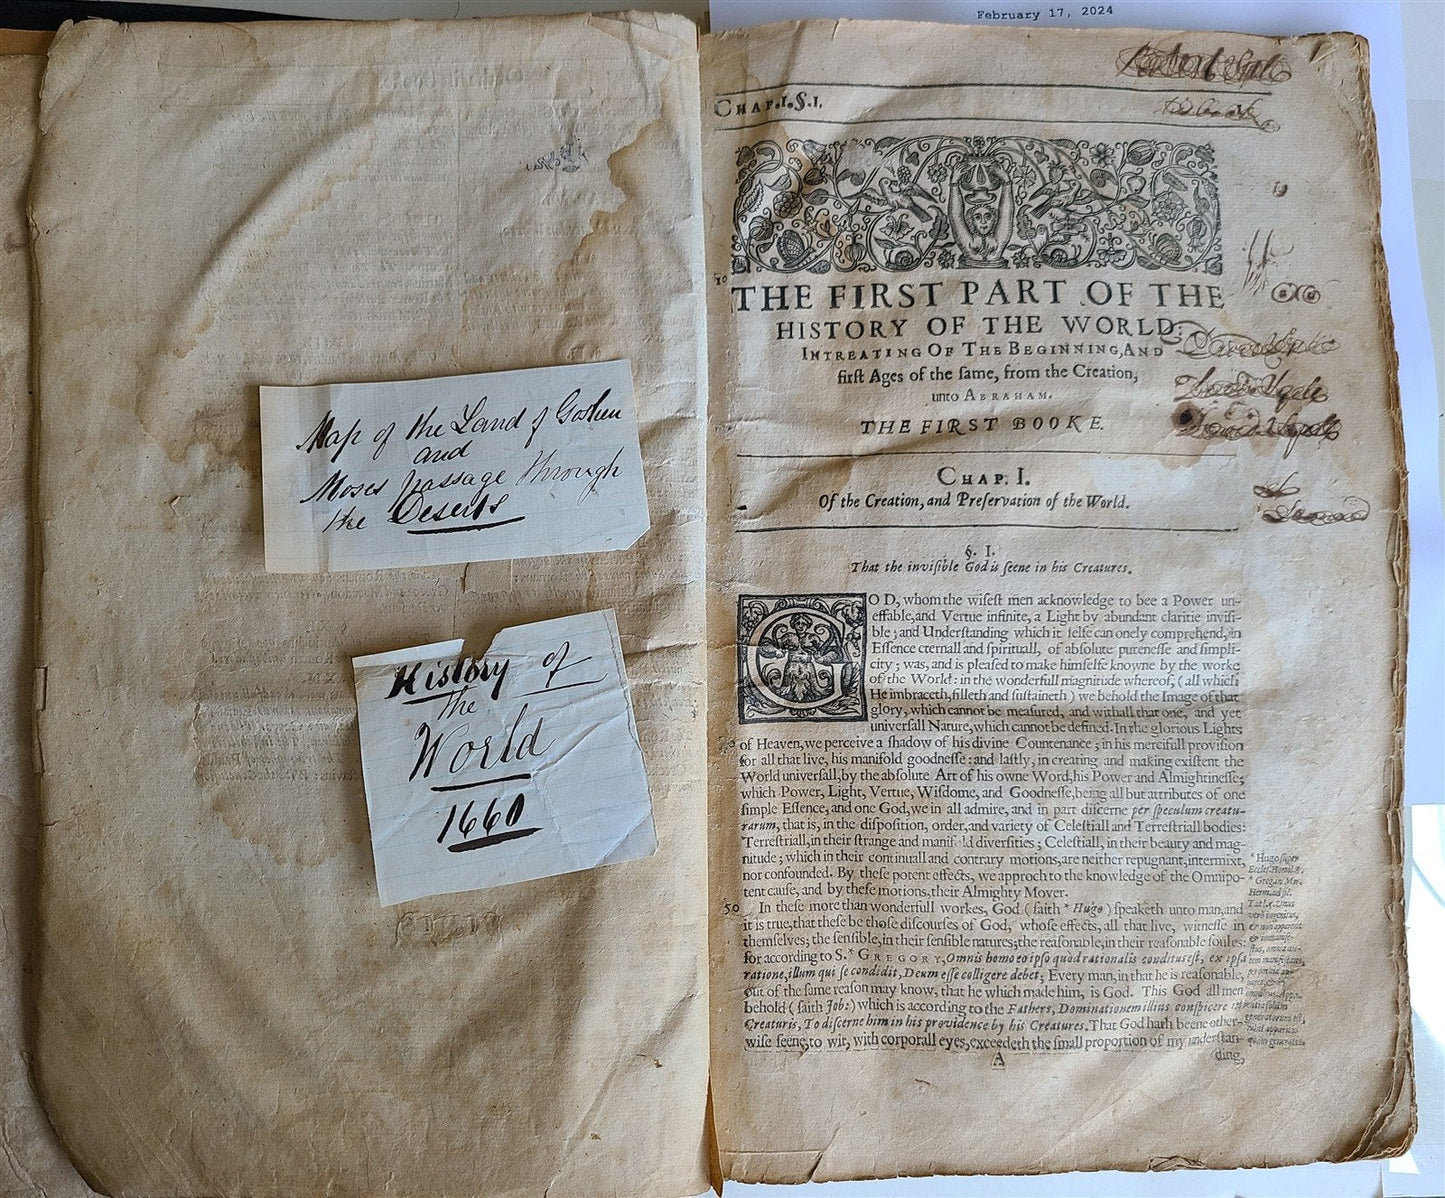 February 17, 2024
Map of the Land of Goshen
and
Moses passage through
the Deserts
History of
the
World
1660
CHAP.I.§.I.
10
THE FIRST PART OF THE
HISTORY OF THE WORLD:
INTREATING OF THE BEGINNING, AND
firſt Ages of the ſame, from the Creation,
unto ABRAHAM.
THE FIRST BOOKE.
CHAP. I.
Of the Creation, and Preſervation of the World.
§. I.
That the inviſible God is ſeene in his Creatures.
GOD, whom the wiſeſt men acknowledge to bee a Power un-
effable, and Vertue infinite, a Light by abundant claritie inviſi-
ble; and Underſtanding which it ſelfe can onely comprehend, an
Eſſence eternall and ſpirituall, of abſolute pureneſſe and ſimpli-
city; was, and is pleaſed to make himſelfe knowne by the worke
of the World: in the wonderfull magnitude whereof, (all which
He imbraceth, filleth and ſuſtaineth) we behold the Image of that
glory, which cannot be meaſured, and withall that one, and yet
univerſall Nature, which cannot be defined. In the glorious Lights
of Heaven, we perceive a ſhadow of his divine Countenance; in his mercifull proviſion
for all that live, his manifold goodneſſe: and laſtly, in creating and making exiſtent the
World univerſall, by the abſolute Art of his owne Word, his Power and Almightineſſe;
which Power, Light, Vertue, Wiſdome, and Goodneſſe, being all but attributes of one
ſimple Eſſence, and one God, we in all admire, and in part diſcerne per ſpeculum creatu-
rarum, that is, in the diſpoſition, order, and variety of Celeſtiall and Terreſtriall bodies:
Terreſtriall, in their ſtrange and manifold diverſities; Celeſtiall, in their beauty and mag-
nitude; which in their continuall and contrary motions, are neither repugnant, intermixt,
nor confounded. By theſe potent effects, we approch to the knowledge of the Omnipo-
tent cauſe, and by theſe motions, their Almighty Mover.
50 In theſe more than wonderfull workes, God (ſaith * Hugo) ſpeaketh unto man, and
it is true, that theſe be thoſe diſcourſes of God, whoſe effects, all that live, witneſſe in
themſelves; the ſenſible, in their ſenſible natures; the reaſonable, in their reaſonable ſoules:
for according to S. * GREGORY, Omnis homo eo ipſo quod rationalis conditus eſt, ex ipſa
ratione, illum qui ſe condidit, Deum eſſe colligere debet; Every man, in that he is reaſonable,
out of the ſame reaſon may know, that he which made him, is God. This God all men
behold (ſaith Job:) which is according to the Fathers, Dominationem illius conſpicere in
Creaturis, To diſcerne him in his providence by his Creatures. That God hath beene other-
wiſe ſeene, to wit, with corporall eyes, exceedeth the ſmall proportion of my underſtan-
A
ding,
* Hugo ſuper
* Gregan Mor.